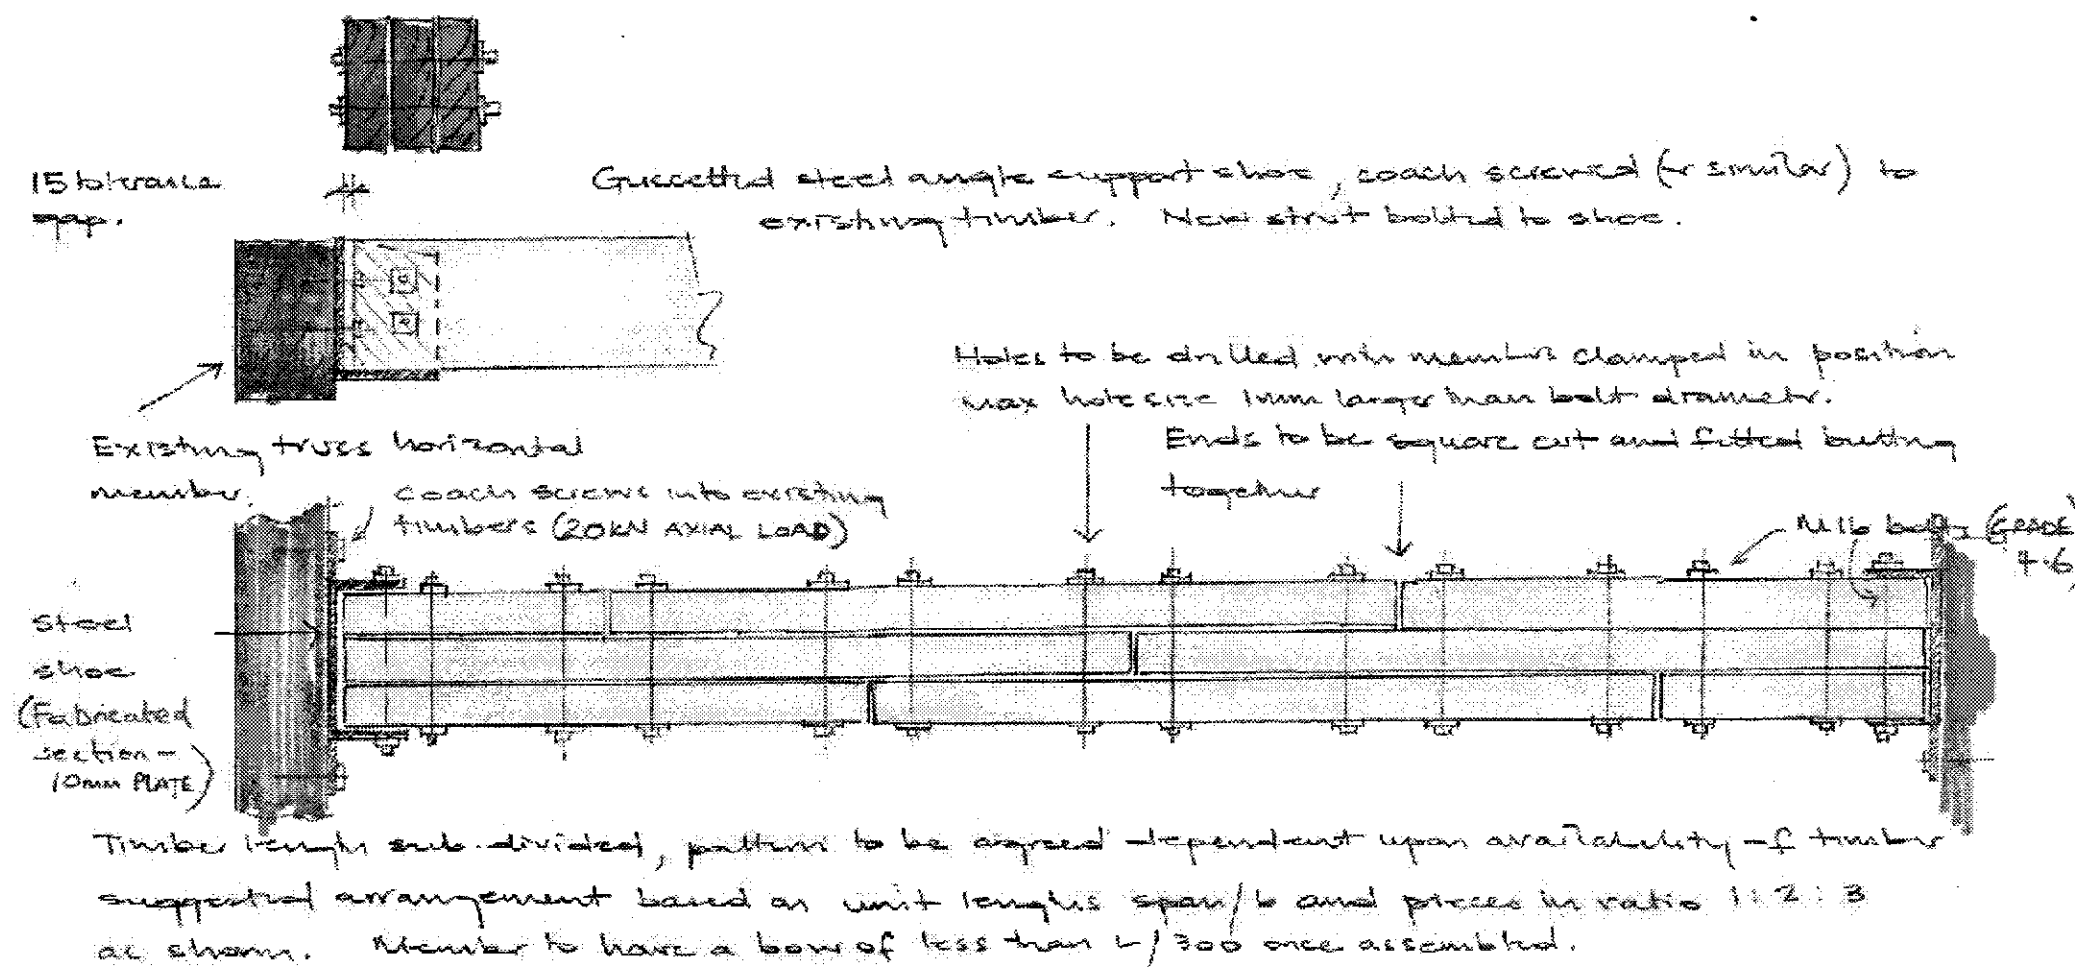 15 tolerance
gap.
Gussetted steel angle support shoe, coach screwed (or similar) to
existing timber. New strut bolted to shoe.
Existing truss horizontal
member.
Holes to be drilled with members clamped in position
max hole size 1mm larger than bolt diameter.
Ends to be square cut and fitted butting
together
coach screws into existing
timbers (20kN AXIAL LOAD)
M16 bolts (GRADE
4.6)
Steel
shoe
(Fabricated
section -
10mm PLATE)
Timber lengths sub-divided, pattern to be agreed dependent upon availability of timber
suggested arrangement based on unit lengths span/6 and pieces in ratio 1:2:3
as shown. Member to have a bow of less than L/300 once assembled.